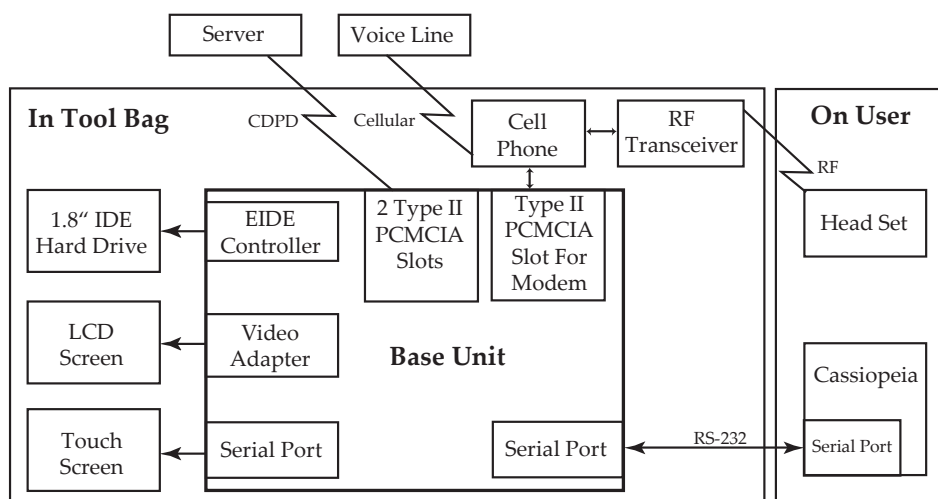 Server
Voice Line
In Tool Bag
CDPD
Cellular
Cell
Phone
RF
Transceiver
On User
RF
1.8“ IDE
Hard Drive
EIDE
Controller
2 Type II
PCMCIA
Slots
Type II
PCMCIA
Slot For
Modem
Head Set
LCD
Screen
Video
Adapter
Base Unit
Cassiopeia
Touch
Screen
Serial Port
Serial Port
RS-232
Serial Port